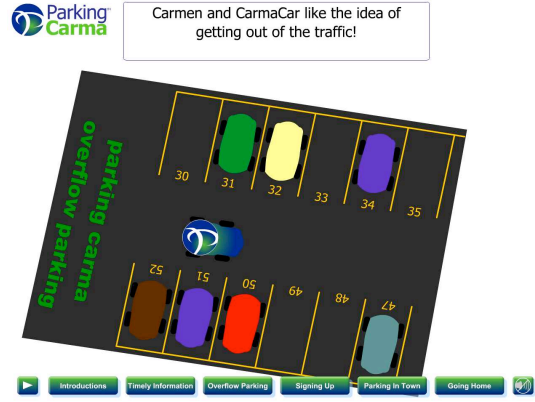 Parking™
Carma
Carmen and CarmaCar like the idea of
getting out of the traffic!
parking carma
overflow parking
30 31 32 33 34 35
52 51 50 49 48 47
Introductions Timely Information Overflow Parking Signing Up Parking In Town Going Home